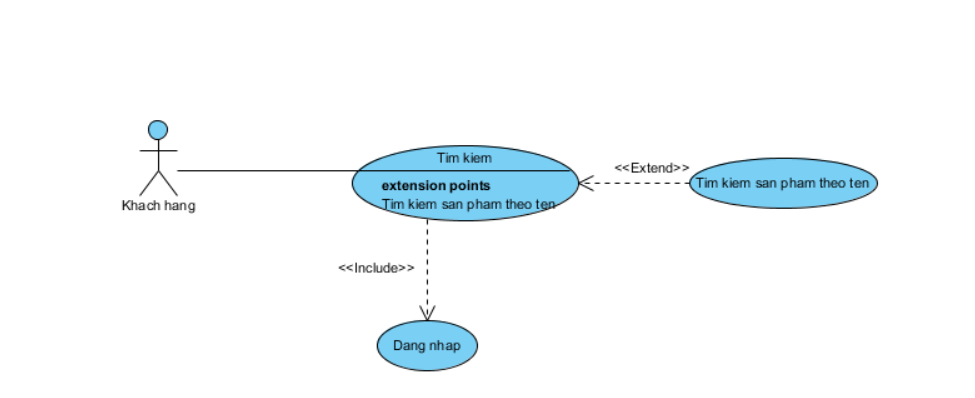 Tim kiem
<<Extend>>
extension points
Tim kiem san pham theo ten
Tim kiem san pham theo ten
Khach hang
<<Include>>
Dang nhap